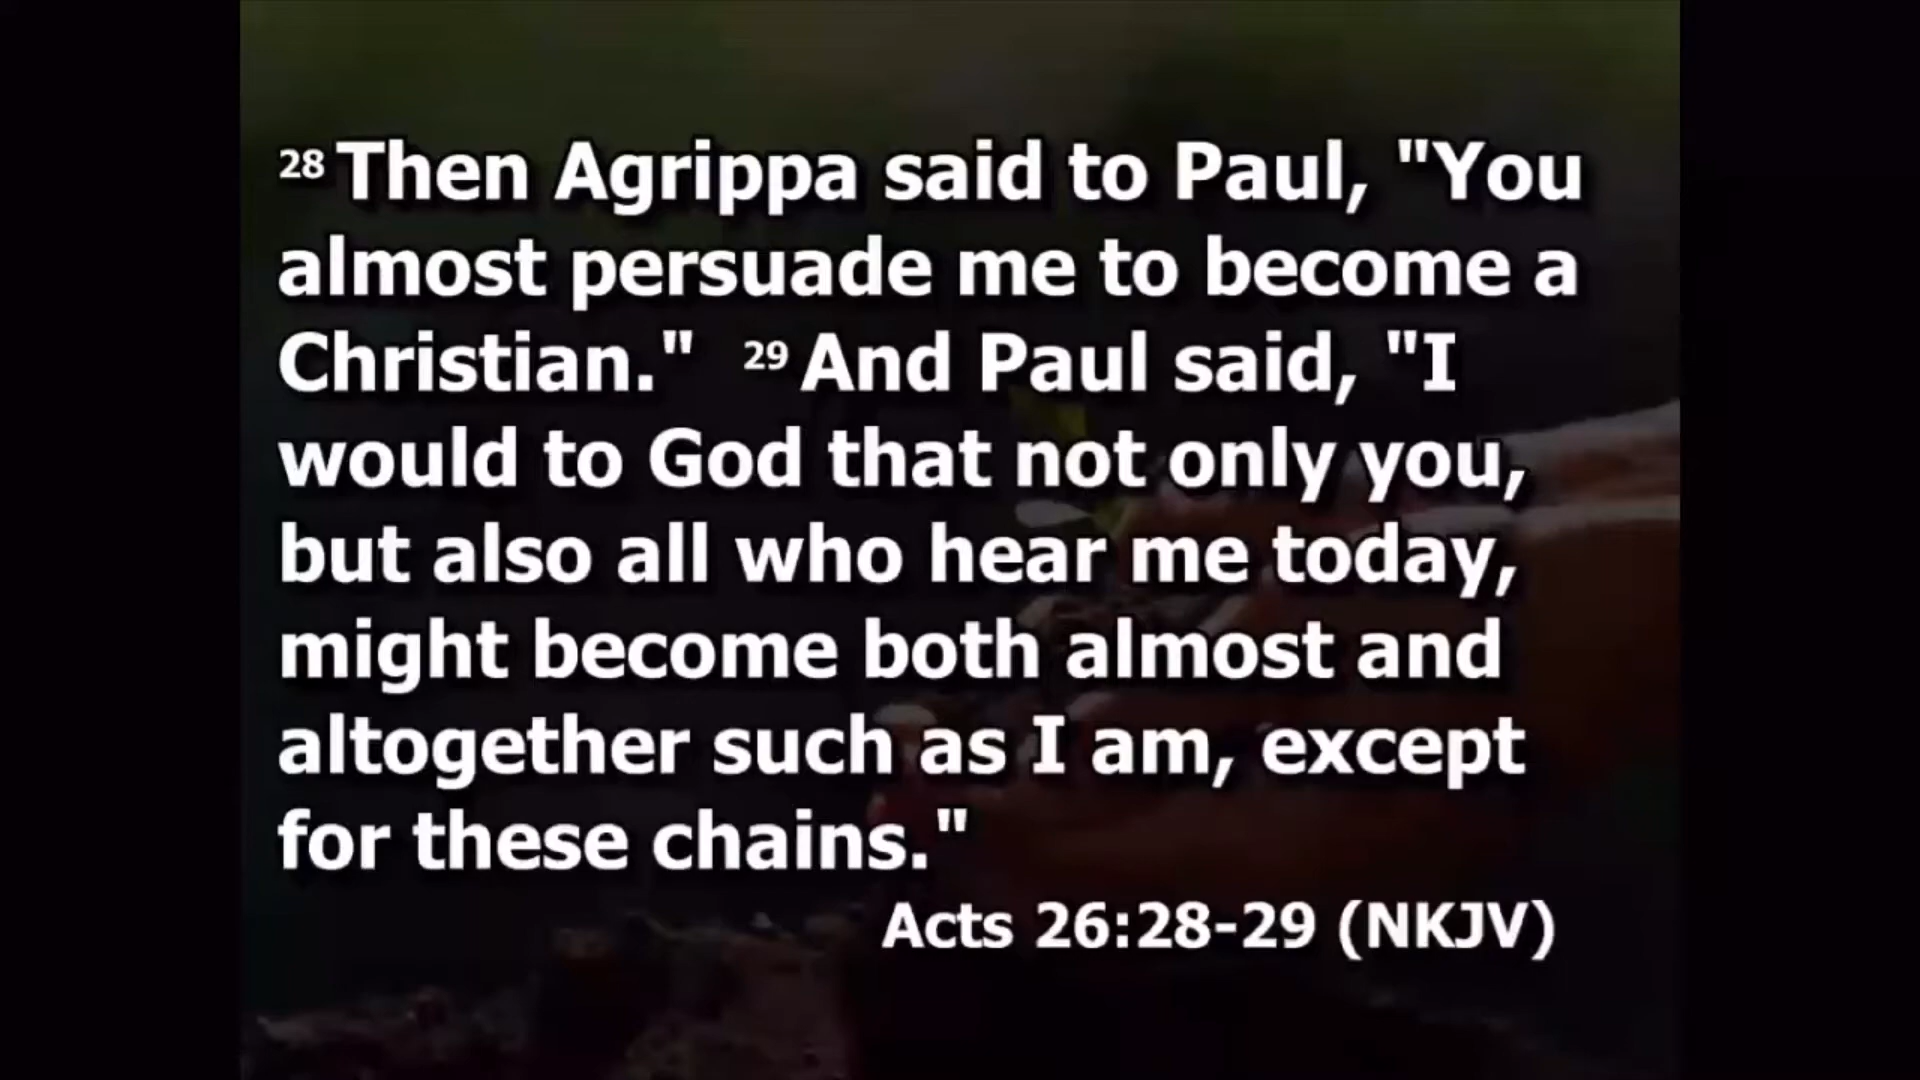 28 Then Agrippa said to Paul, "You
almost persuade me to become a
Christian." 29 And Paul said, "I
would to God that not only you,
but also all who hear me today,
might become both almost and
altogether such as I am, except
for these chains."
Acts 26:28-29 (NKJV)